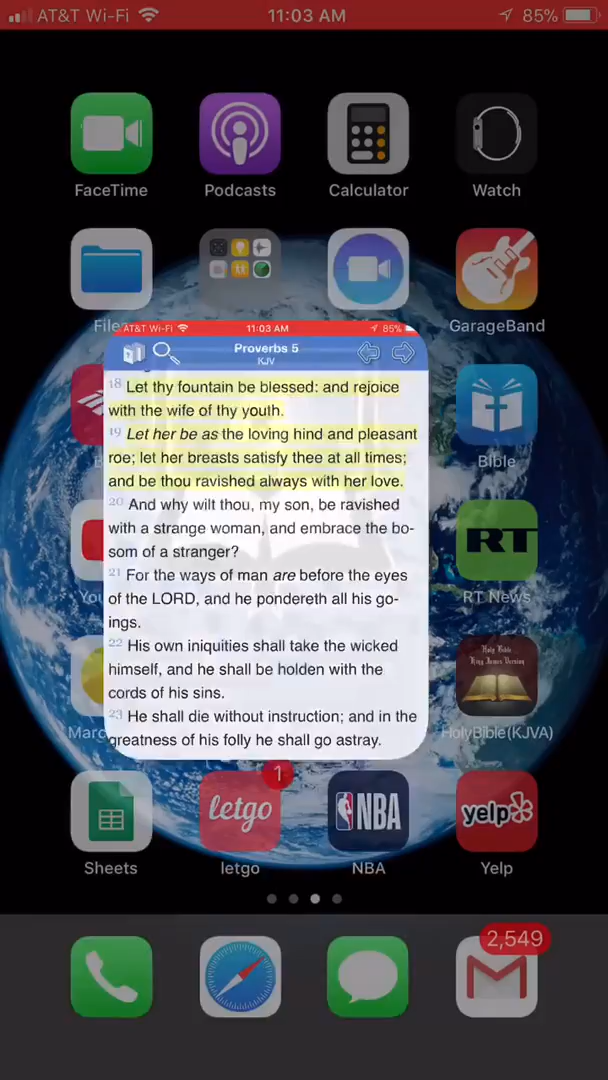 AT&T Wi-Fi 11:03 AM 85%
FaceTime Podcasts Calculator Watch
File GarageBand
AT&T Wi-Fi 11:03 AM 85%
Proverbs 5
KJV
18 Let thy fountain be blessed: and rejoice
with the wife of thy youth.
19 Let her be as the loving hind and pleasant
roe; let her breasts satisfy thee at all times;
and be thou ravished always with her love.
20 And why wilt thou, my son, be ravished
with a strange woman, and embrace the bo-
som of a stranger?
21 For the ways of man are before the eyes
of the LORD, and he pondereth all his go-
ings.
22 His own iniquities shall take the wicked
himself, and he shall be holden with the
cords of his sins.
23 He shall die without instruction; and in the
greatness of his folly he shall go astray.
Bible
RT
You RT News
Holy Bible
King James Version
Marc HolyBible(KJVA)
1
letgo NBA yelp
Sheets letgo NBA Yelp
2,549